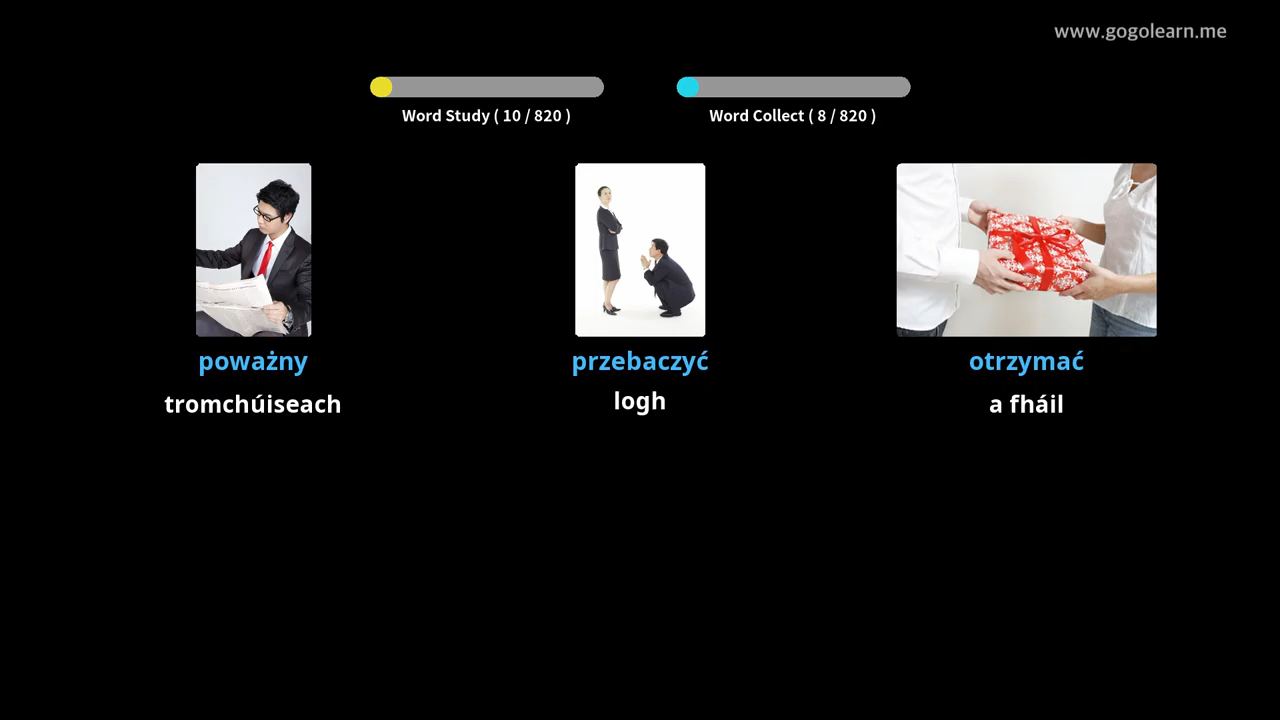 www.gogolearn.me
Word Study ( 10 / 820 )
Word Collect ( 8 / 820 )
poważny
przebaczyć
otrzymać
tromchúiseach
logh
a fháil